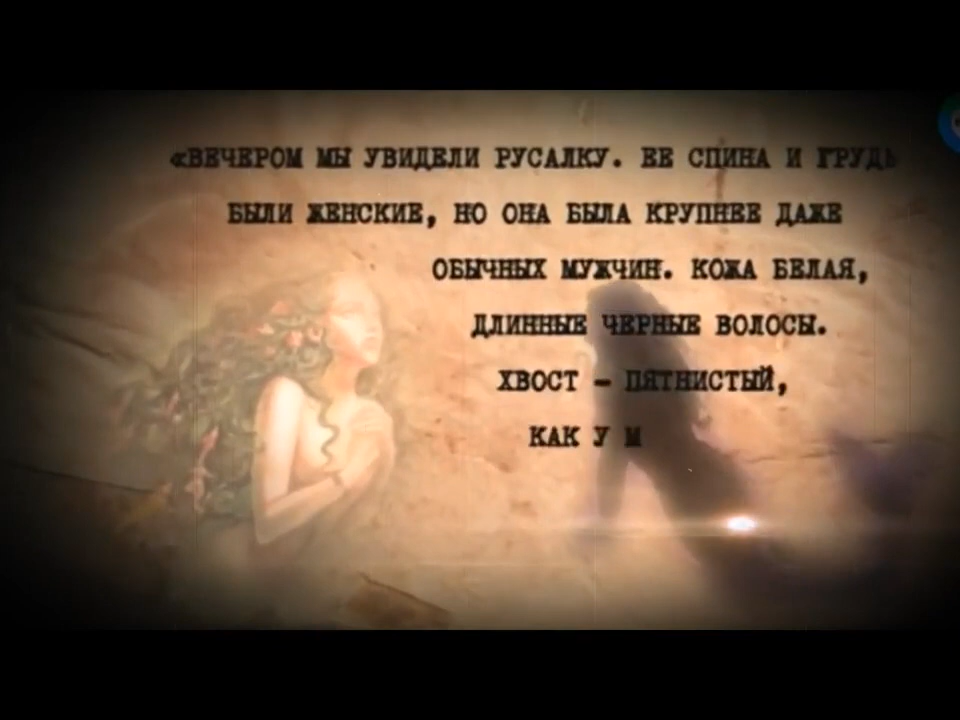 «ВЕЧЕРОМ МЫ УВИДЕЛИ РУСАЛКУ. ЕЕ СПИНА И ГРУДЬ
БЫЛИ ЖЕНСКИЕ, НО ОНА БЫЛА КРУПНЕЕ ДАЖЕ
ОБЫЧНЫХ МУЖЧИН. КОЖА БЕЛАЯ,
ДЛИННЫЕ ЧЕРНЫЕ ВОЛОСЫ.
ХВОСТ – ПЯТНИСТЫЙ,
КАК У М